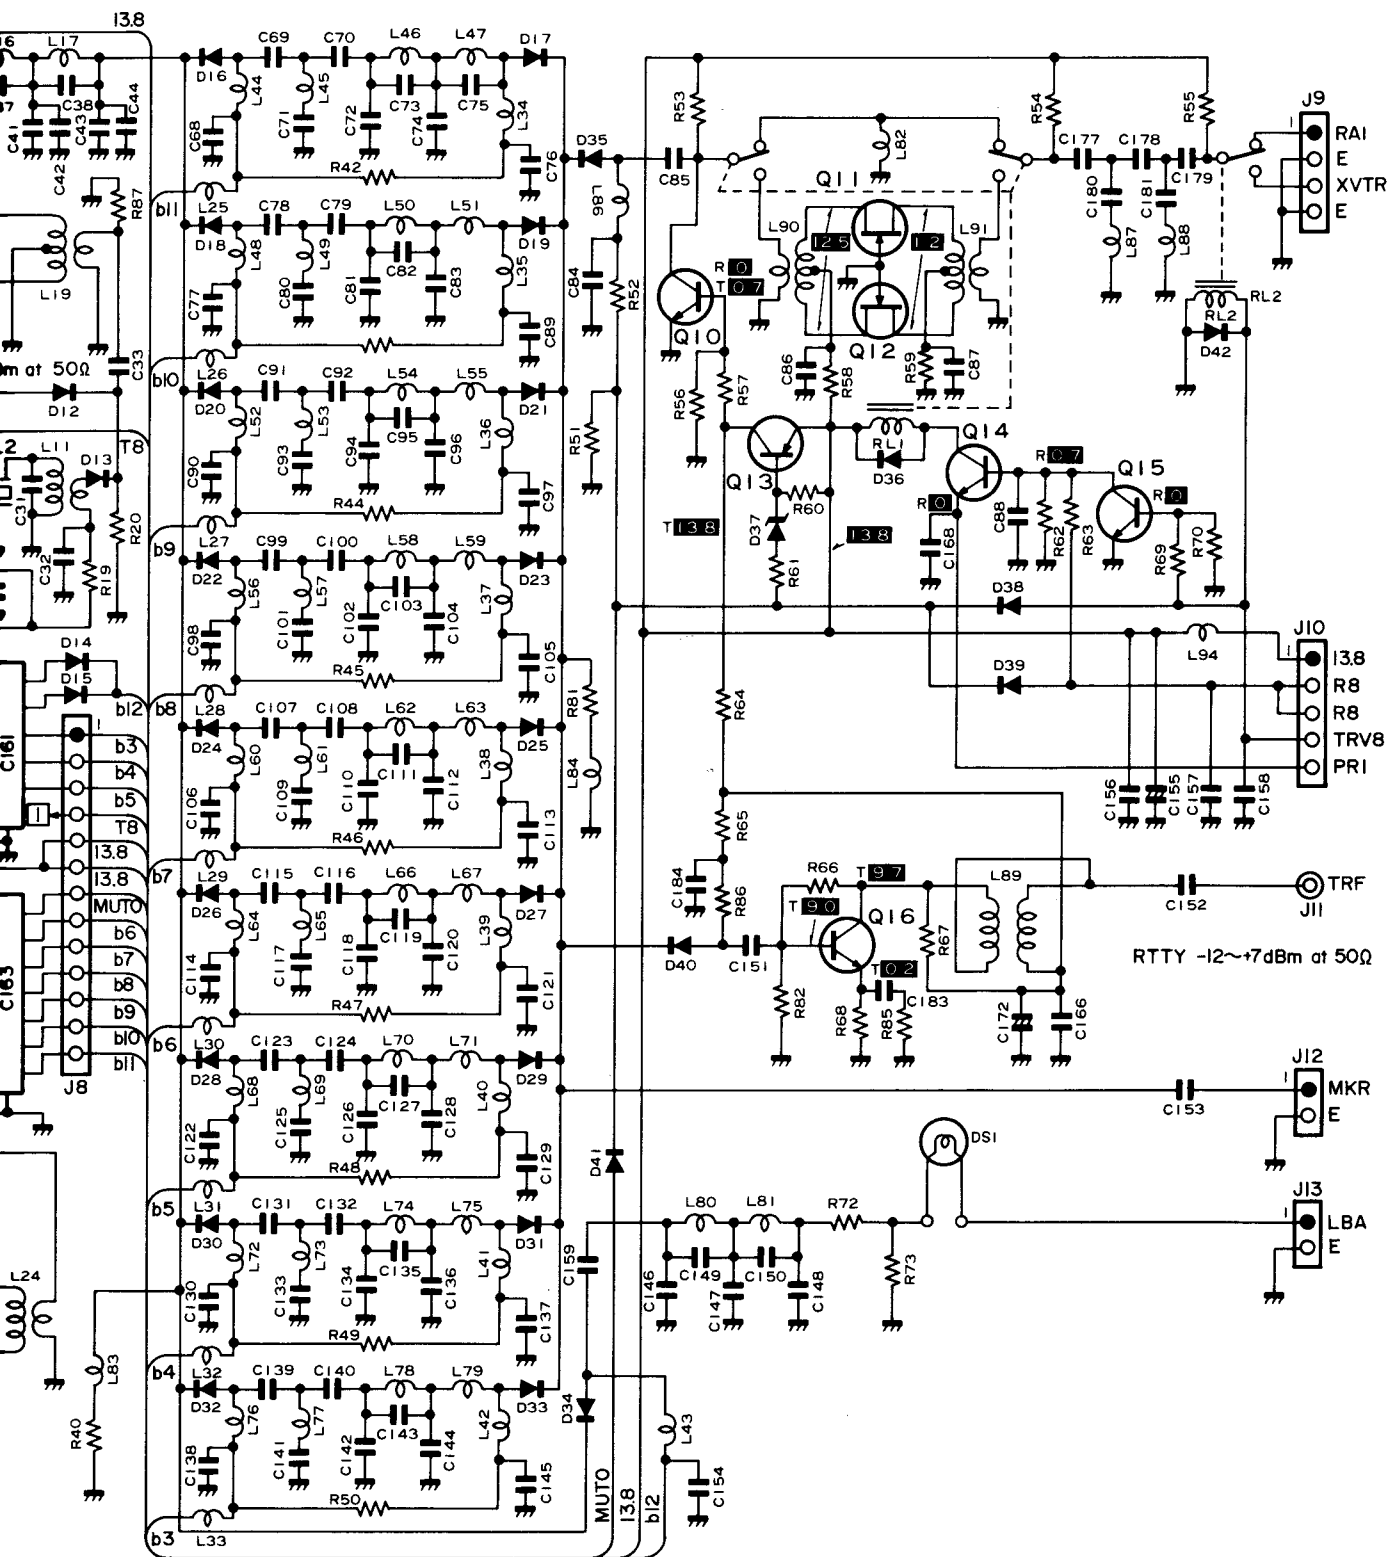 13.8
L17
C38
C41
C42
C43
C44
R87
L19
C33
m at 50Ω
D12
T8
L11
D13
C31
C32
R19
R20
D14
D15
b12
b8
C161
1
b3
b4
b5
T8
13.8
13.8
MUTO
b6
b7
b8
b9
b10
b11
J8
C163
L24
L83
R40
D16
C69
C70
L46
L47
D17
L44
L45
C73
C75
L34
C68
C71
C72
C74
C76
R42
b11
L25
D18
C78
C79
L50
L51
D19
L48
L49
C82
L35
C77
C80
C81
C83
C89
b10
L26
D20
C91
C92
L54
L55
D21
L52
L53
C95
L36
C90
C93
C94
C96
C97
R44
b9
L27
D22
C99
C100
L58
L59
D23
L56
L57
C103
L37
C98
C101
C102
C104
C105
R45
L28
D24
C107
C108
L62
L63
D25
L60
L61
C111
L38
C106
C109
C110
C112
C113
R46
b7
L29
D26
C115
C116
L66
L67
D27
L64
L65
C119
L39
C114
C117
C118
C120
C121
R47
b6
L30
D28
C123
C124
L70
L71
D29
L68
L69
C127
L40
C122
C125
C126
C128
C129
R48
b5
L31
D30
C131
C132
L74
L75
D31
L72
L73
C135
L41
C130
C133
C134
C136
C137
R49
b4
L32
D32
C139
C140
L78
L79
D33
L76
L77
C143
L42
C138
C141
C142
C144
C145
R50
b3
L33
D34
C159
D41
MUTO
13.8
b12
L43
C154
D35
L86
C84
R52
R51
R81
L84
C85
R53
L82
Q11
L90
12.5
1.2
L91
R 0
T 0.7
Q10
Q12
C86
R58
R59
C87
R56
R57
Q13
RL1
D36
Q14
R60
D37
R61
T 13.8
13.8
R 0
C168
C88
R62
R63
R 0.7
Q15
R 0
R69
R70
R54
R55
C177
C178
C179
C180
C181
L87
L88
RL2
RL2
D42
J9
1
RA1
E
XVTR
E
D38
D39
L94
J10
1
13.8
R8
R8
TRV8
PR1
C156
C155
C157
C158
R64
R65
C184
R86
D40
C151
R66
T 9.7
T 9.0
Q16
T 0.2
R82
R68
R85
C183
R67
L89
C172
C166
C152
TRF
J11
RTTY -12~+7dBm at 50Ω
C153
J12
1
MKR
E
DS1
J13
1
LBA
E
L80
L81
R72
C149
C150
C146
C147
C148
R73